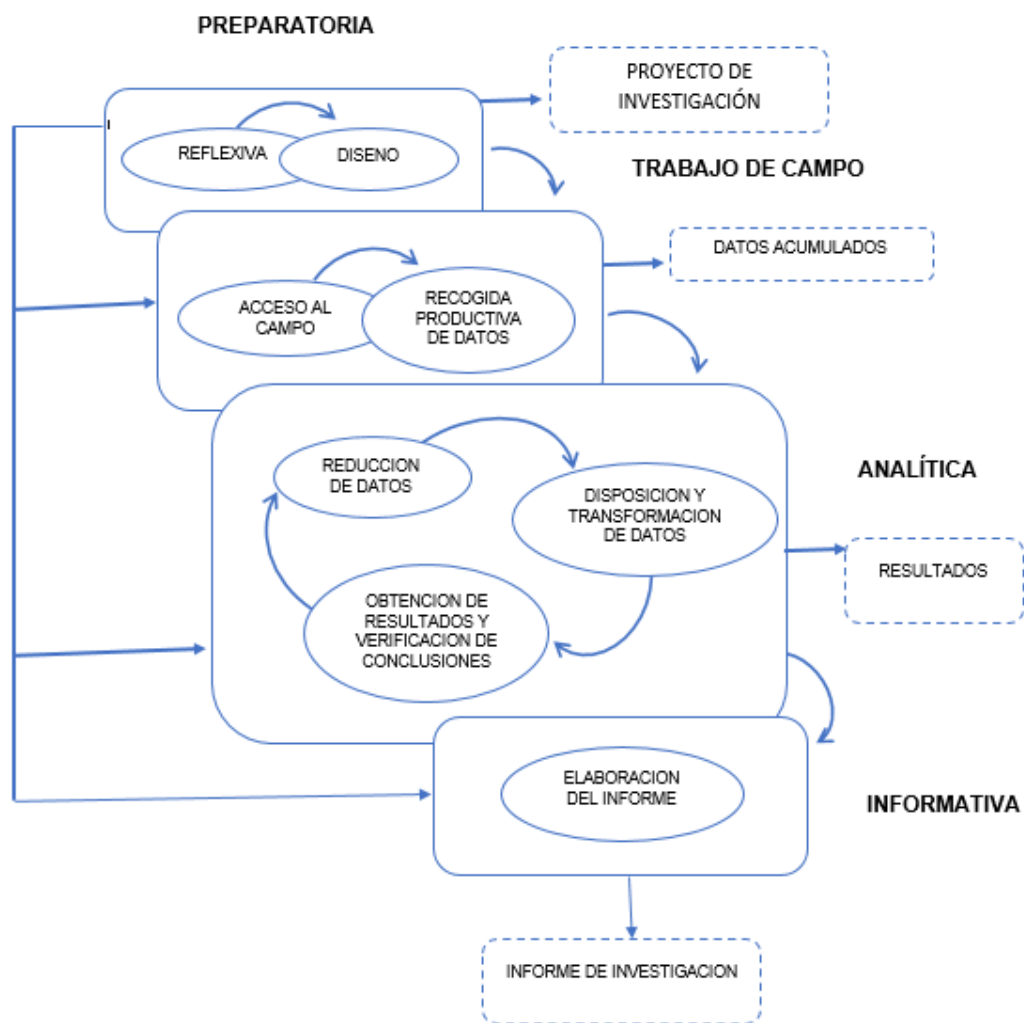 PREPARATORIA
PROYECTO DE
INVESTIGACIÓN
REFLEXIVA
DISENO
TRABAJO DE CAMPO
DATOS ACUMULADOS
ACCESO AL
CAMPO
RECOGIDA
PRODUCTIVA
DE DATOS
ANALÍTICA
REDUCCION
DE DATOS
DISPOSICION Y
TRANSFORMACION
DE DATOS
RESULTADOS
OBTENCION DE
RESULTADOS Y
VERIFICACION DE
CONCLUSIONES
INFORMATIVA
ELABORACION
DEL INFORME
INFORME DE INVESTIGACION